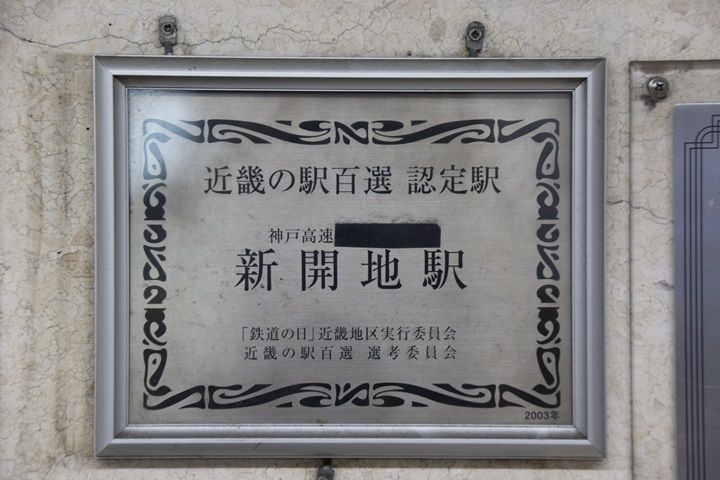 近畿の駅百選 認定駅
神戸高速
新開地駅
「鉄道の日」近畿地区実行委員会
近畿の駅百選 選考委員会
2003年